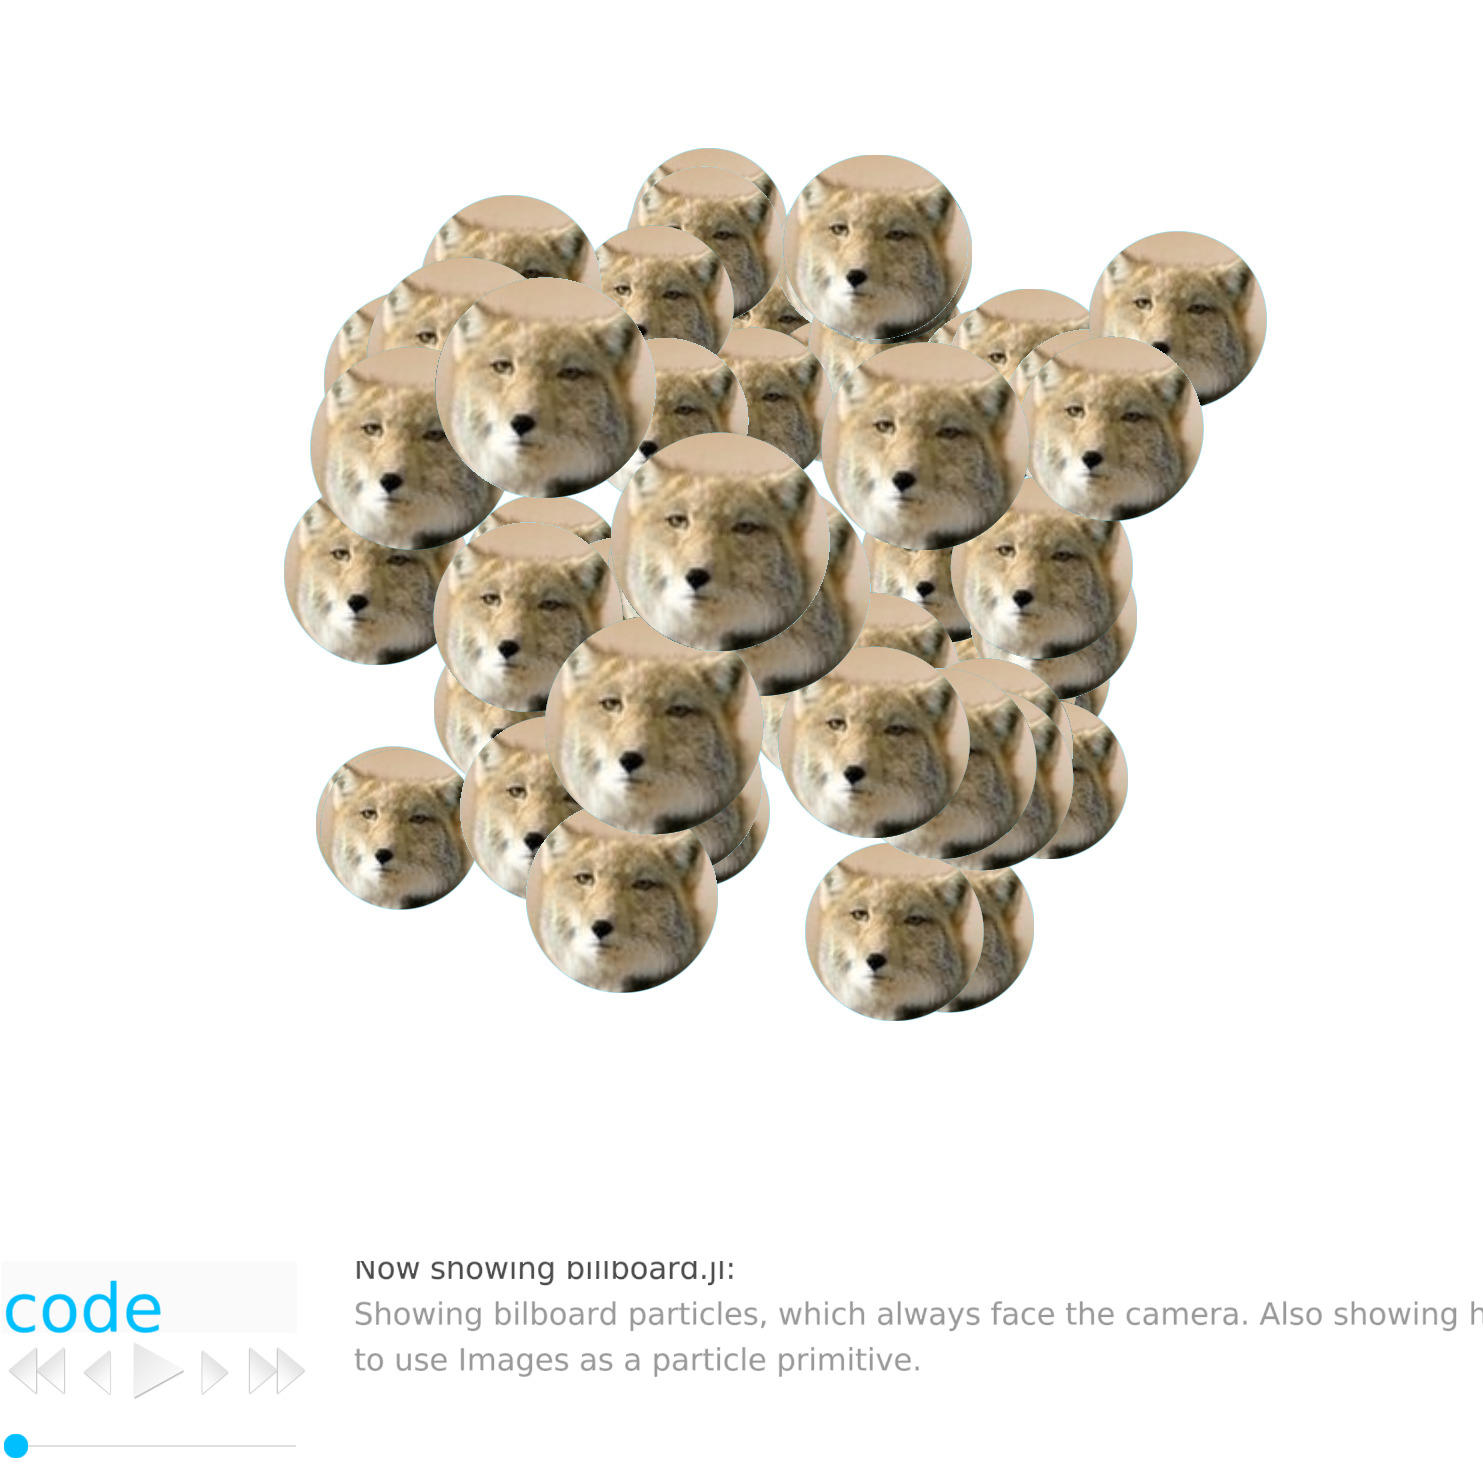 Now showing billboard.jl:
code
Showing bilboard particles, which always face the camera. Also showing h
to use Images as a particle primitive.